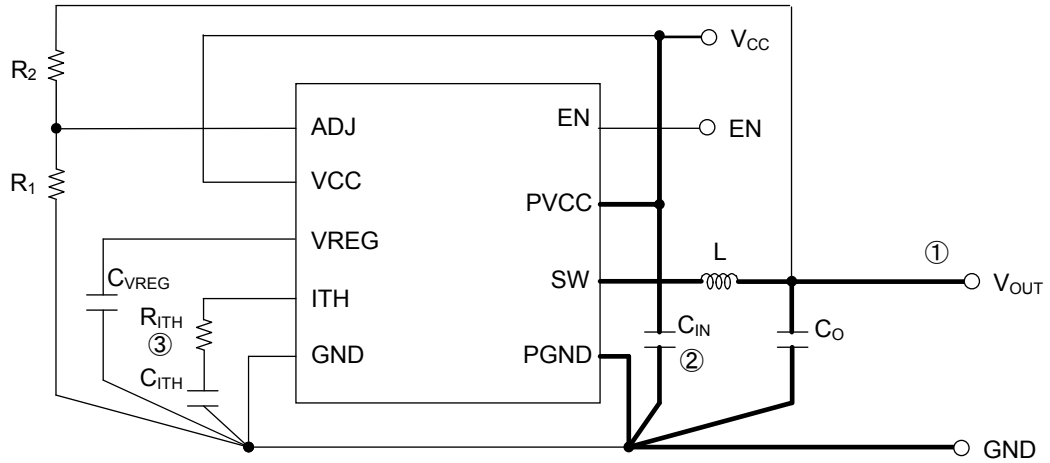 R2
R1
CVREG
RITH
③
CITH
ADJ
VCC
VREG
ITH
GND
EN
PVCC
SW
PGND
VCC
EN
L
①
VOUT
CIN
②
CO
GND